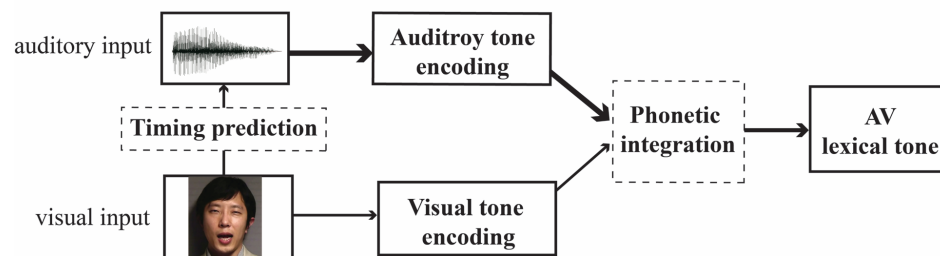 auditory input
Auditroy tone
encoding
Timing prediction
Phonetic
integration
AV
lexical tone
visual input
Visual tone
encoding